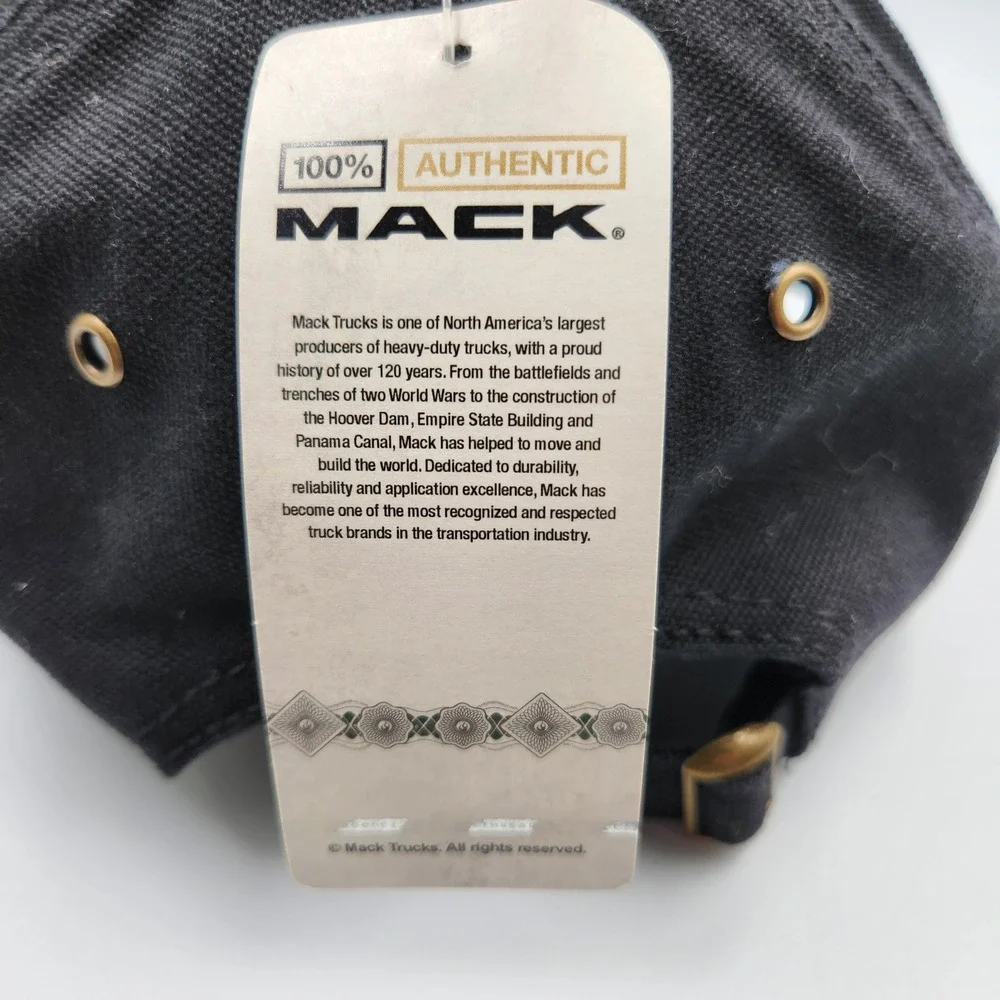 100% AUTHENTIC
MACK®
Mack Trucks is one of North America's largest
producers of heavy-duty trucks, with a proud
history of over 120 years. From the battlefields and
trenches of two World Wars to the construction of
the Hoover Dam, Empire State Building and
Panama Canal, Mack has helped to move and
build the world. Dedicated to durability,
reliability and application excellence, Mack has
become one of the most recognized and respected
truck brands in the transportation industry.
© Mack Trucks. All rights reserved.